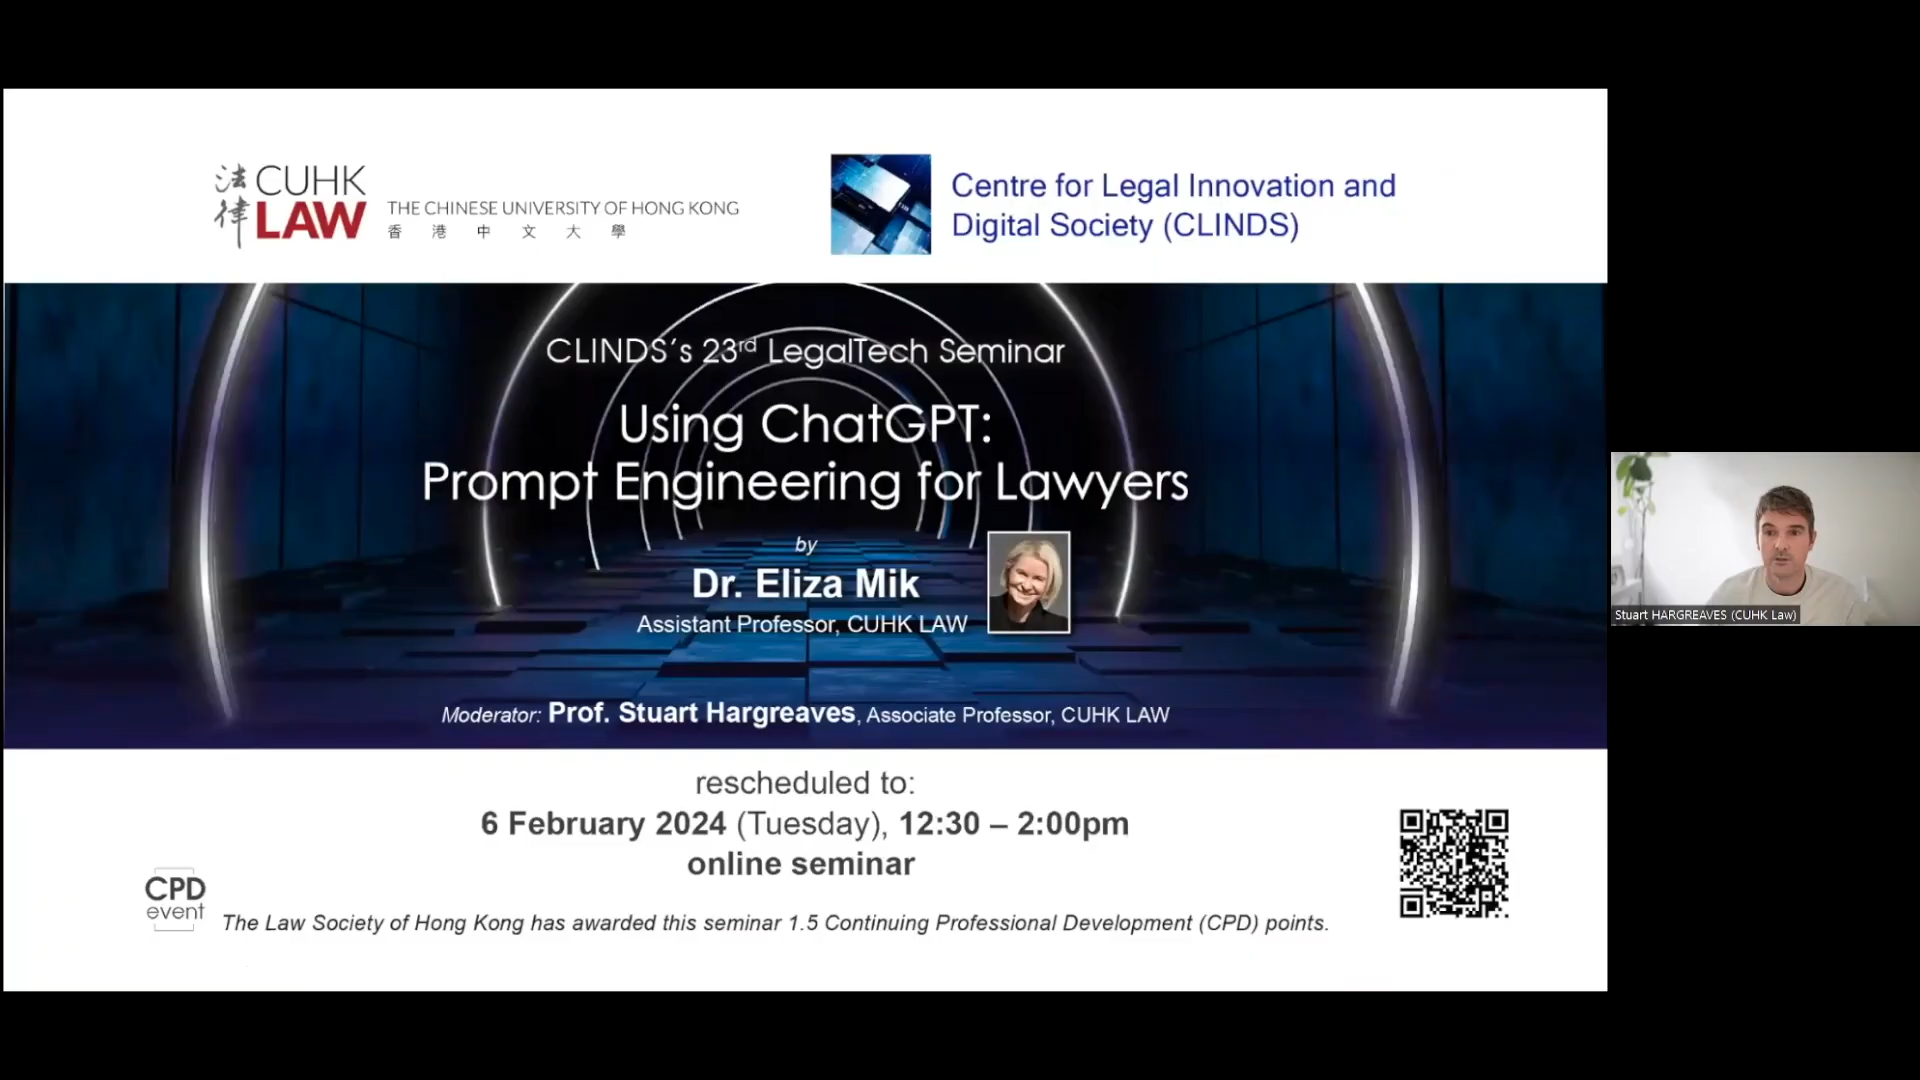 法律 CUHK LAW
THE CHINESE UNIVERSITY OF HONG KONG
香港中文大學
Centre for Legal Innovation and
Digital Society (CLINDS)
CLINDS's 23rd LegalTech Seminar
Using ChatGPT:
Prompt Engineering for Lawyers
by
Dr. Eliza Mik
Assistant Professor, CUHK LAW
Moderator: Prof. Stuart Hargreaves, Associate Professor, CUHK LAW
Stuart HARGREAVES (CUHK Law)
rescheduled to:
6 February 2024 (Tuesday), 12:30 – 2:00pm
online seminar
CPD
event
The Law Society of Hong Kong has awarded this seminar 1.5 Continuing Professional Development (CPD) points.